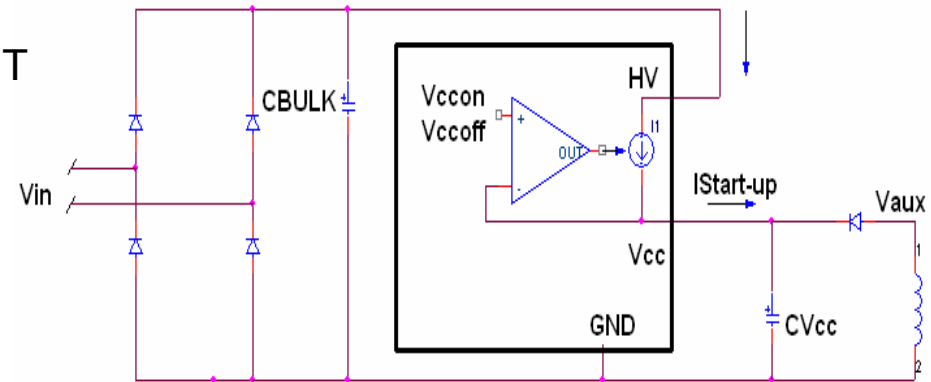 T
CBULK
Vin
Vccon
Vccoff
+
-
OUT
HV
I1
IStart-up
Vaux
Vcc
GND
CVcc
1
2